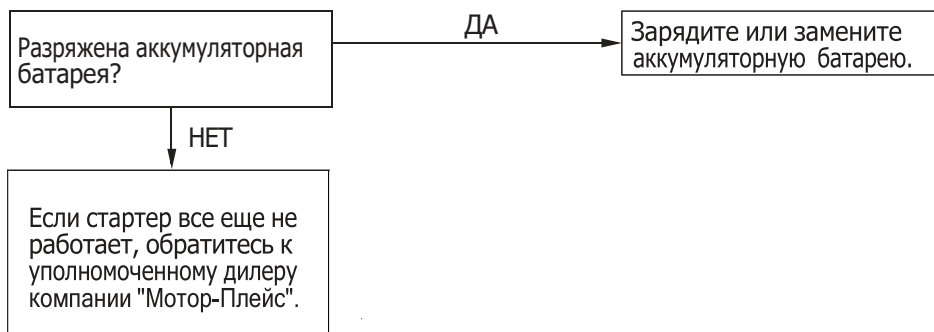 Разряжена аккумуляторная
батарея?
ДА
Зарядите или замените
аккумуляторную батарею.
НЕТ
Если стартер все еще не
работает, обратитесь к
уполномоченному дилеру
компании "Мотор-Плейс".